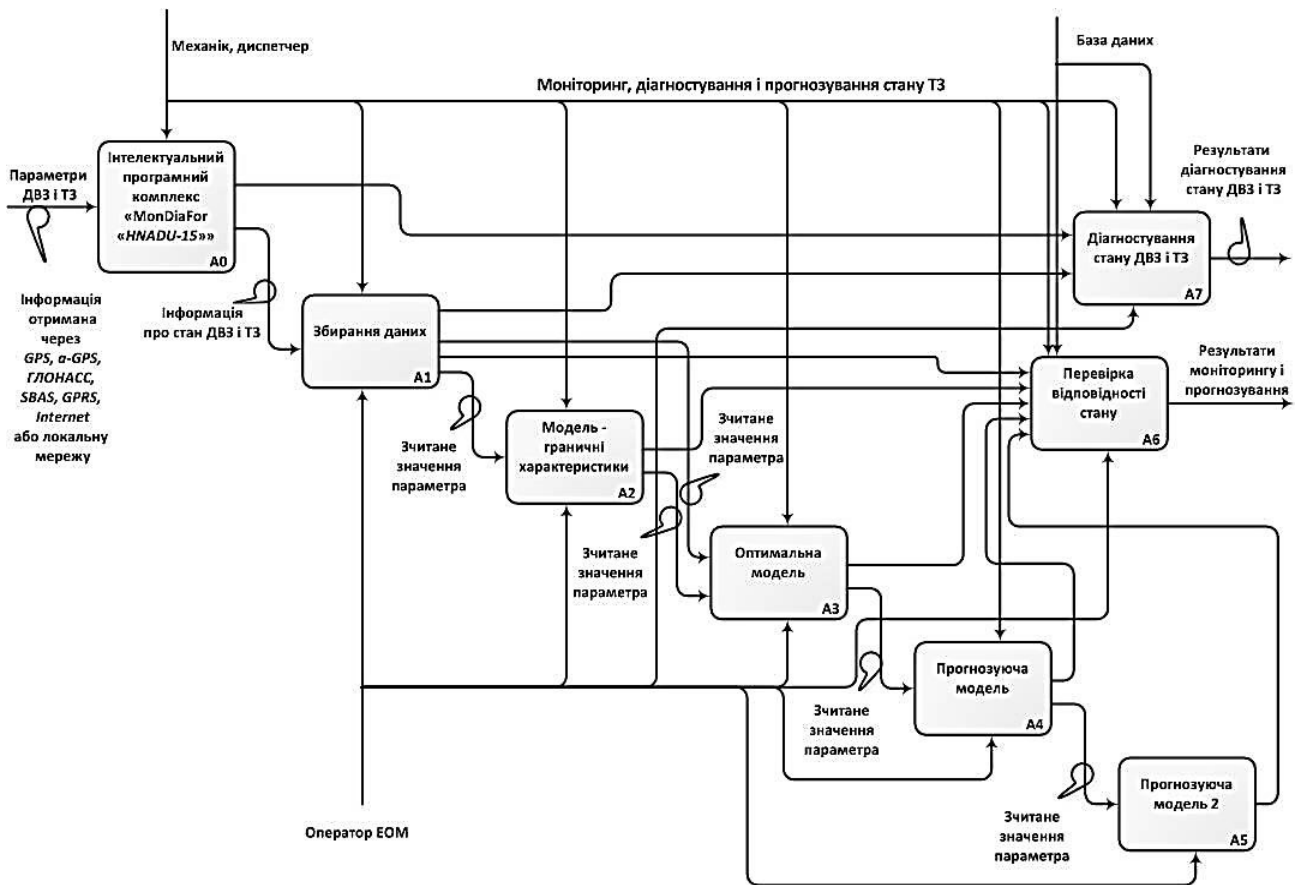 Механік, диспетчер
База даних
Моніторинг, діагностування і прогнозування стану ТЗ
Параметри
ДВЗ і ТЗ
Інтелектуальний
програмний
комплекс
«MonDiaFor
«HNADU-15»»
A0
Результати
діагностування
стану ДВЗ і ТЗ
Діагностування
стану ДВЗ і ТЗ
A7
Інформація
отримана
через
GPS, a-GPS,
ГЛОНАСС,
SBAS, GPRS,
Internet
або локальну
мережу
Інформація
про стан ДВЗ і ТЗ
Збирання даних
A1
Перевірка
відповідності
стану
A6
Результати
моніторингу і
прогнозування
Зчитане
значення
параметра
Модель -
граничні
характеристики
A2
Зчитане
значення
параметра
Зчитане
значення
параметра
Оптимальна
модель
A3
Зчитане
значення
параметра
Прогнозуюча
модель
A4
Зчитане
значення
параметра
Прогнозуюча
модель 2
A5
Оператор ЕОМ